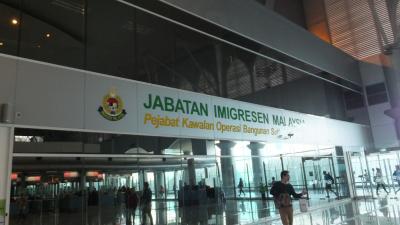 JABATAN IMIGRESEN MALAYSIA
Pejabat Kawalan Operasi Bangunan